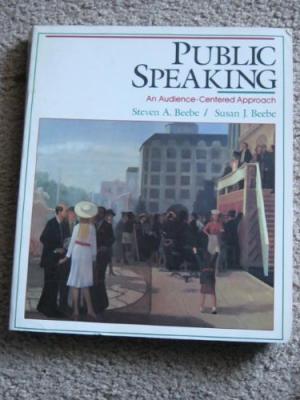 PUBLIC
SPEAKING
An Audience-Centered Approach
Steven A. Beebe / Susan J. Beebe